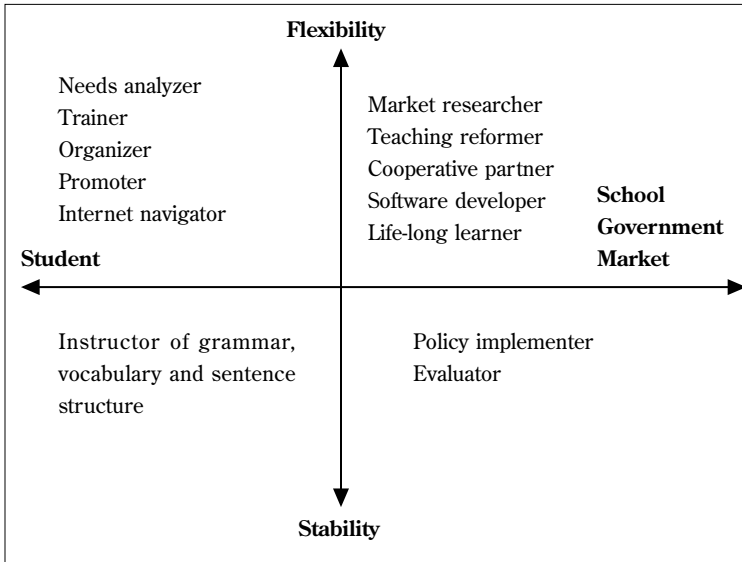 Flexibility
Needs analyzer
Trainer
Organizer
Promoter
Internet navigator
Market researcher
Teaching reformer
Cooperative partner
Software developer
Life-long learner
School
Government
Market
Student
Instructor of grammar,
vocabulary and sentence
structure
Policy implementer
Evaluator
Stability